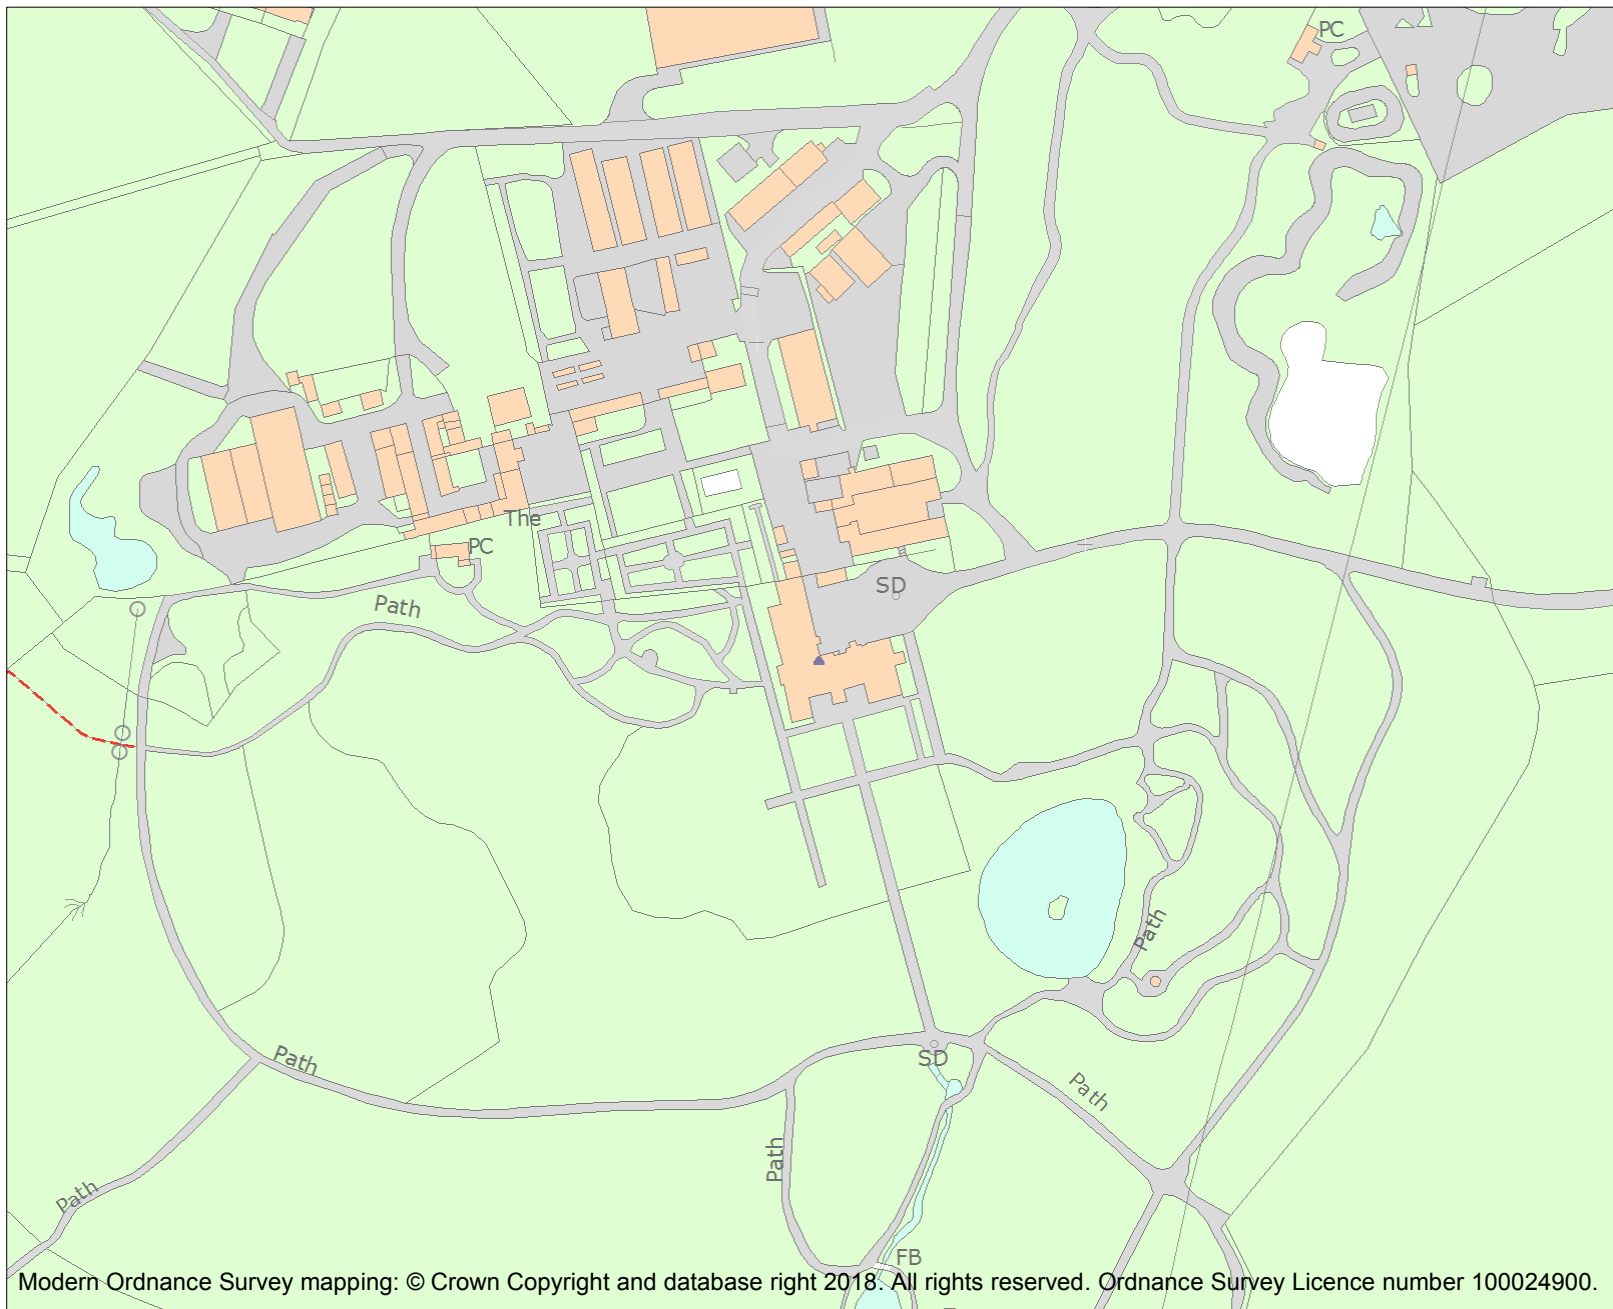 PC
The
PC
Path
SD
Path
Path
SD
Path
Path
Path
FB
Modern Ordnance Survey mapping: © Crown Copyright and database right 2018. All rights reserved. Ordnance Survey Licence number 100024900.